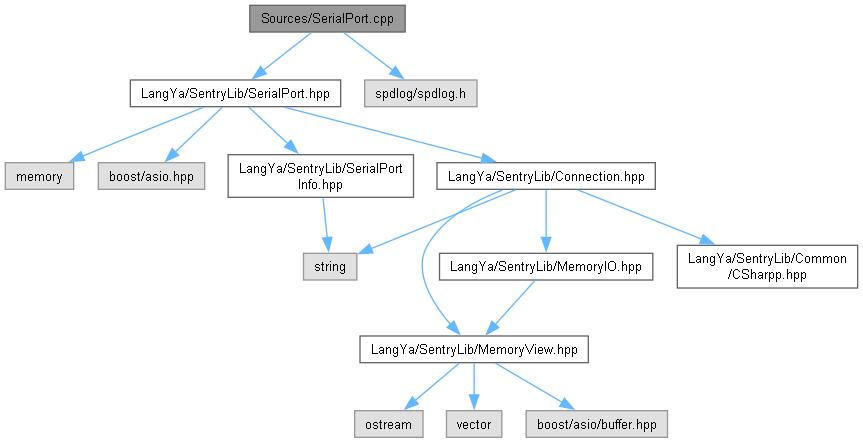 Sources/SerialPort.cpp
LangYa/SentryLib/SerialPort.hpp
spdlog/spdlog.h
memory
boost/asio.hpp
LangYa/SentryLib/SerialPort
Info.hpp
LangYa/SentryLib/Connection.hpp
string
LangYa/SentryLib/MemoryIO.hpp
LangYa/SentryLib/Common
/CSharpp.hpp
LangYa/SentryLib/MemoryView.hpp
ostream
vector
boost/asio/buffer.hpp